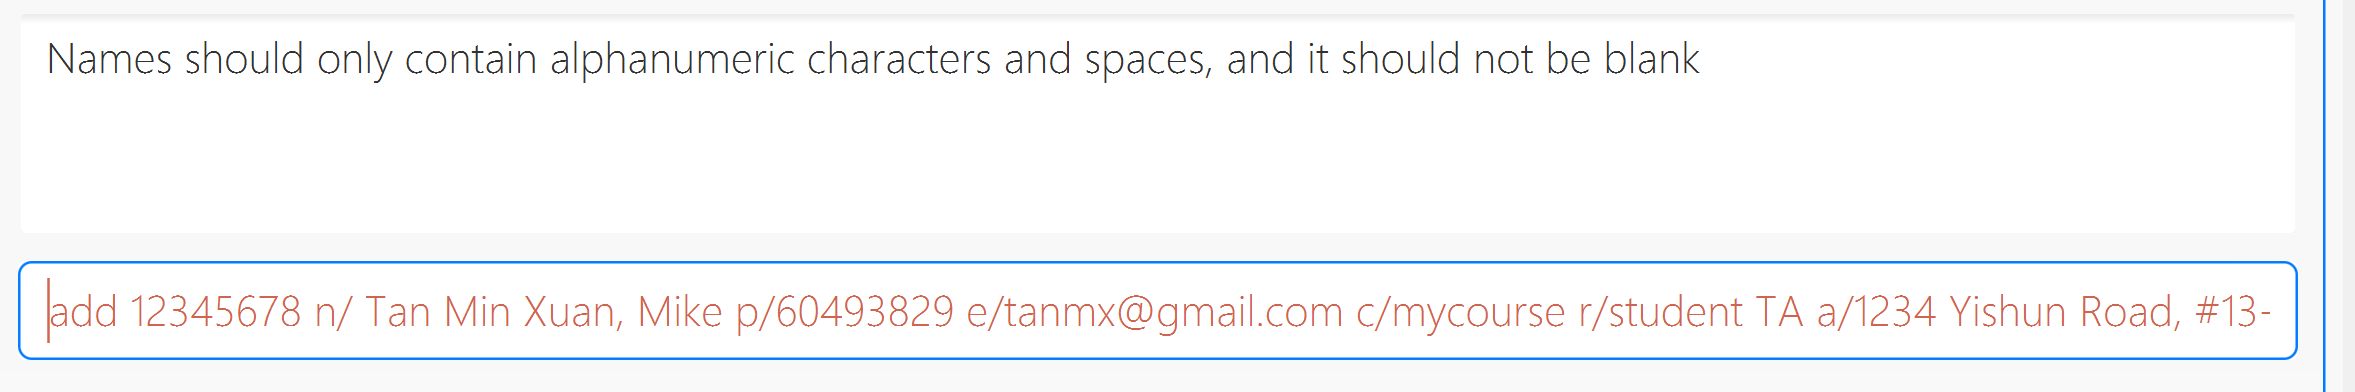 Names should only contain alphanumeric characters and spaces, and it should not be blank
add 12345678 n/ Tan Min Xuan, Mike p/60493829 e/tanmx@gmail.com c/mycourse r/student TA a/1234 Yishun Road, #13-